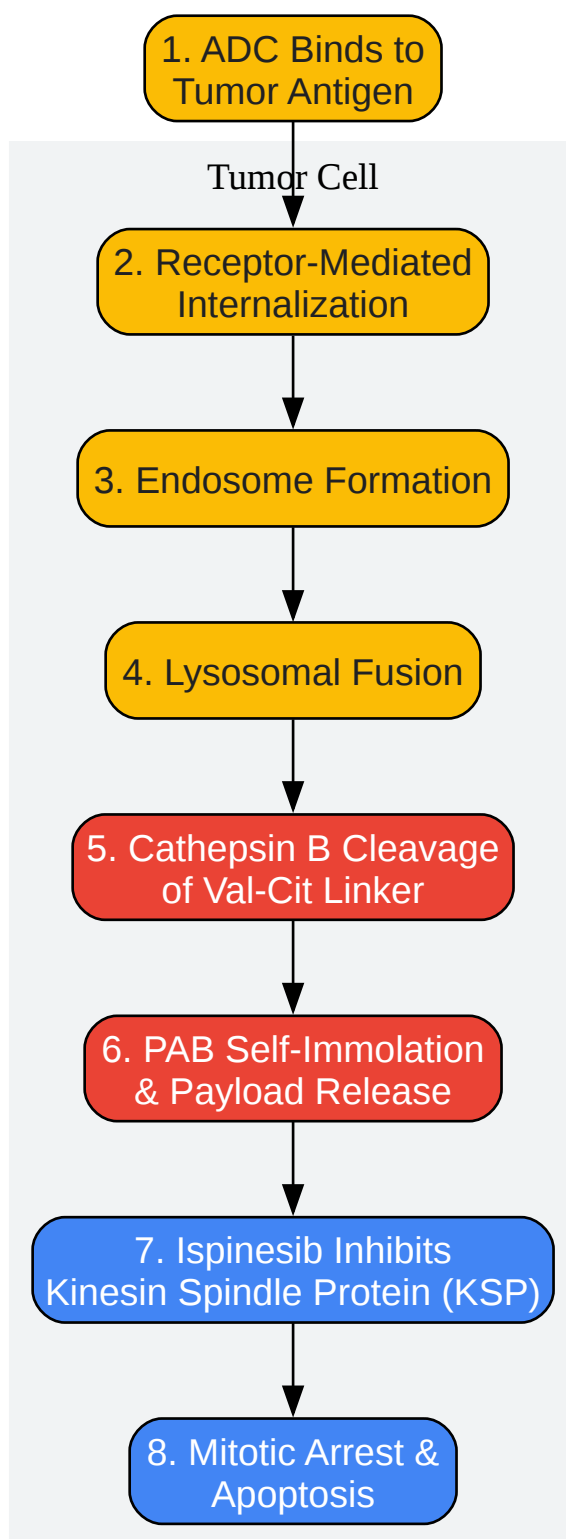 1. ADC Binds to
Tumor Antigen
Tumor Cell
2. Receptor-Mediated
Internalization
3. Endosome Formation
4. Lysosomal Fusion
5. Cathepsin B Cleavage
of Val-Cit Linker
6. PAB Self-Immolation
& Payload Release
7. Ispinesib Inhibits
Kinesin Spindle Protein (KSP)
8. Mitotic Arrest &
Apoptosis